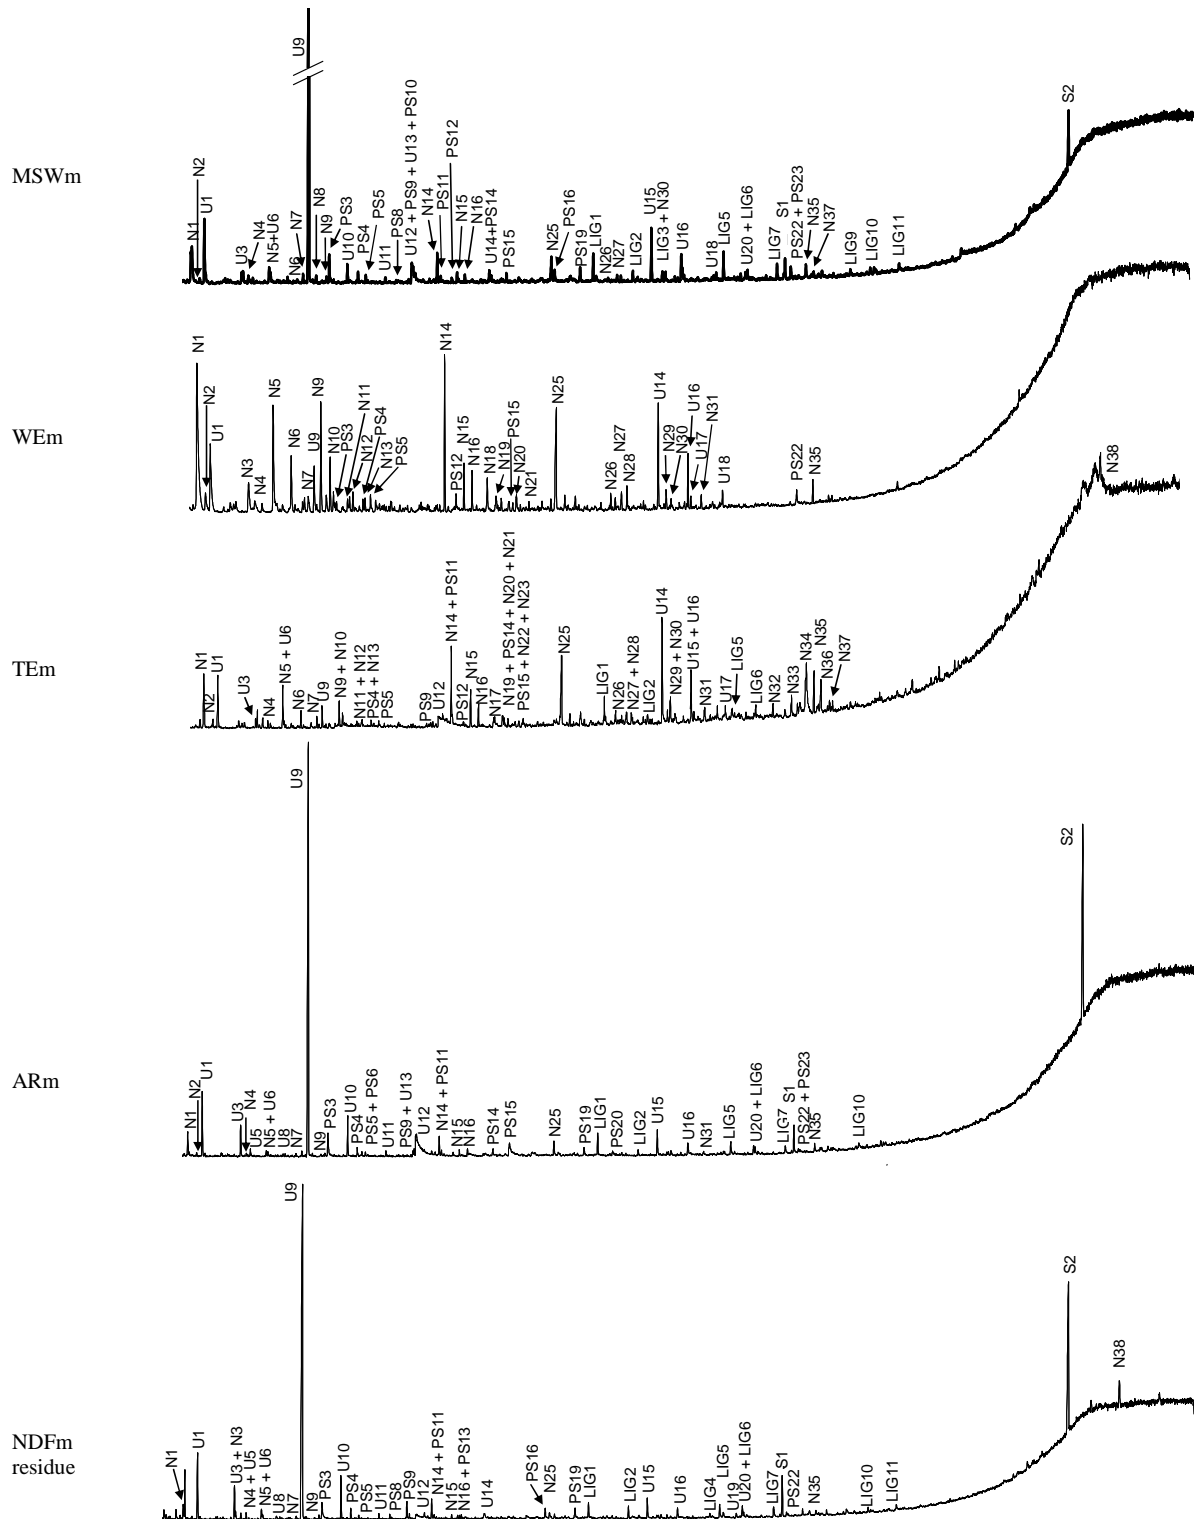 MSWm
N1
N2
U1
U3
N4
N5+U6
N6
N7
U9
N8
N9
PS3
U10
PS4
PS5
U11
PS8
U12 + PS9 + U13 + PS10
N14
PS11
PS12
N15
N16
U14+PS14
PS15
N25
PS16
PS19
LIG1
N26
N27
LIG2
U15
LIG3 + N30
U16
U18
LIG5
U20 + LIG6
LIG7
S1
PS22 + PS23
N35
N37
LIG9
LIG10
LIG11
S2
WEm
N1
N2
U1
N3
N4
N5
N6
N7
U9
N9
N10
PS3
N11
N12
PS4
N13
PS5
N14
PS12
N15
N16
N18
N19
PS15
N20
N21
N25
N26
N27
N28
U14
N29
N30
U16
U17
N31
U18
PS22
N35
TEm
N1
N2
U1
U3
N4
N5 + U6
N6
N7
U9
N9 + N10
N11 + N12
PS4 + N13
PS5
PS9
U12
N14 + PS11
PS12
N15
N16
N17
N19 + PS14 + N20 + N21
PS15 + N22 + N23
N25
LIG1
N26
N27 + N28
LIG2
U14
N29 + N30
U15 + U16
N31
U17
LIG5
LIG6
N32
N33
N34
N35
N36
N37
N38
ARm
N1
N2
U1
U3
N4
U5
N5 + U6
U8
N7
U9
N9
PS3
U10
PS4
PS5 + PS6
U11
PS9 + U13
U12
N14 + PS11
N15
N16
PS14
PS15
N25
PS19
LIG1
PS20
LIG2
U15
U16
N31
LIG5
U20 + LIG6
LIG7
S1
PS22 + PS23
N35
LIG10
S2
NDFm
residue
N1
U1
U3 + N3
N4 + U5
N5 + U6
U8
N7
U9
N9
PS3
U10
PS4
PS5
U11
PS8
PS9
U12
N14 + PS11
N15
N16 + PS13
U14
PS16
N25
PS19
LIG1
LIG2
U15
U16
LIG4
LIG5
U19
U20 + LIG6
LIG7
S1
PS22
N35
LIG10
LIG11
S2
N38